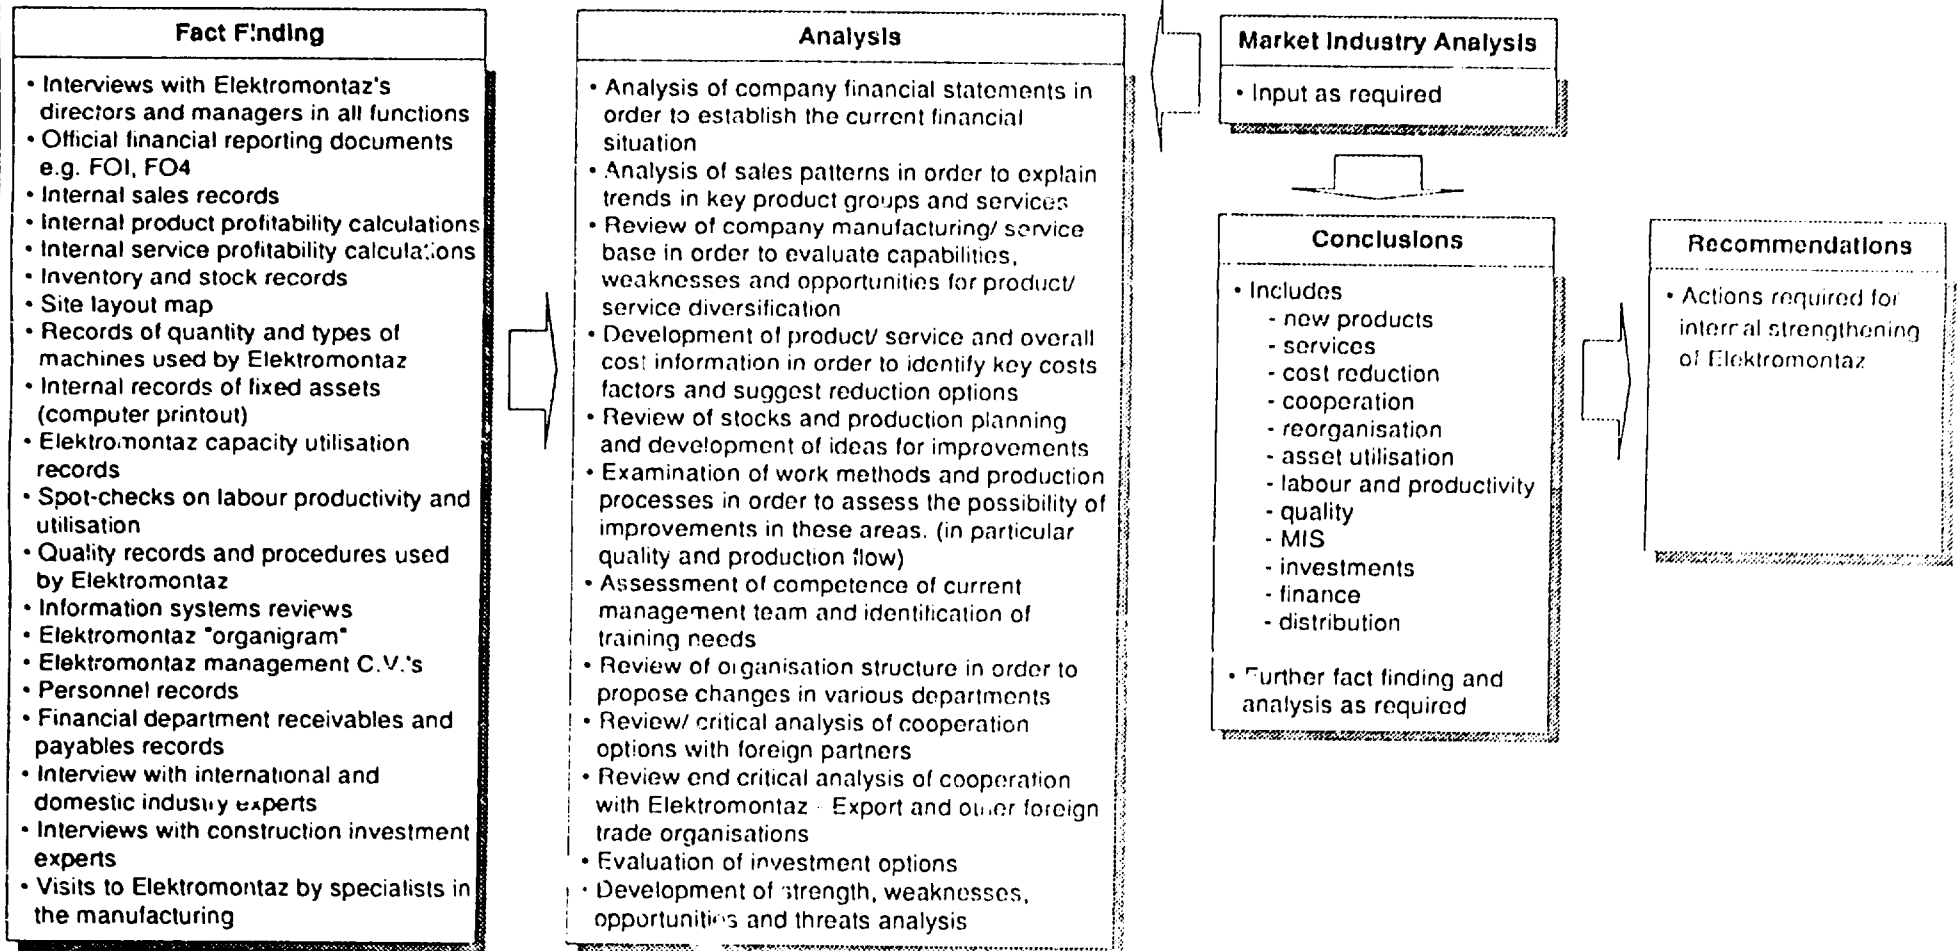 Fact Finding
• Interviews with Elektromontaz's
directors and managers in all functions
• Official financial reporting documents
e.g. FOI, FO4
• Internal sales records
• Internal product profitability calculations
• Internal service profitability calculations
• Inventory and stock records
• Site layout map
• Records of quantity and types of
machines used by Elektromontaz
• Internal records of fixed assets
(computer printout)
• Elektromontaz capacity utilisation
records
• Spot-checks on labour productivity and
utilisation
• Quality records and procedures used
by Elektromontaz
• Information systems reviews
• Elektromontaz "organigram"
• Elektromontaz management C.V.'s
• Personnel records
• Financial department receivables and
payables records
• Interview with international and
domestic industry experts
• Interviews with construction investment
experts
• Visits to Elektromontaz by specialists in
the manufacturing
Analysis
• Analysis of company financial statements in
order to establish the current financial
situation
• Analysis of sales patterns in order to explain
trends in key product groups and services
• Review of company manufacturing/ service
base in order to evaluate capabilities,
weaknesses and opportunities for product/
service diversification
• Development of product/ service and overall
cost information in order to identify key costs
factors and suggest reduction options
• Review of stocks and production planning
and development of ideas for improvements
• Examination of work methods and production
processes in order to assess the possibility of
improvements in these areas. (in particular
quality and production flow)
• Assessment of competence of current
management team and identification of
training needs
• Review of organisation structure in order to
propose changes in various departments
• Review/ critical analysis of cooperation
options with foreign partners
• Review end critical analysis of cooperation
with Elektromontaz - Export and other foreign
trade organisations
• Evaluation of investment options
• Development of strength, weaknesses,
opportunities and threats analysis
Market Industry Analysis
• Input as required
Conclusions
• Includes
- new products
- services
- cost reduction
- cooperation
- reorganisation
- asset utilisation
- labour and productivity
- quality
- MIS
- investments
- finance
- distribution
• Further fact finding and
analysis as required
Recommendations
• Actions required for
internal strengthening
of Elektromontaz